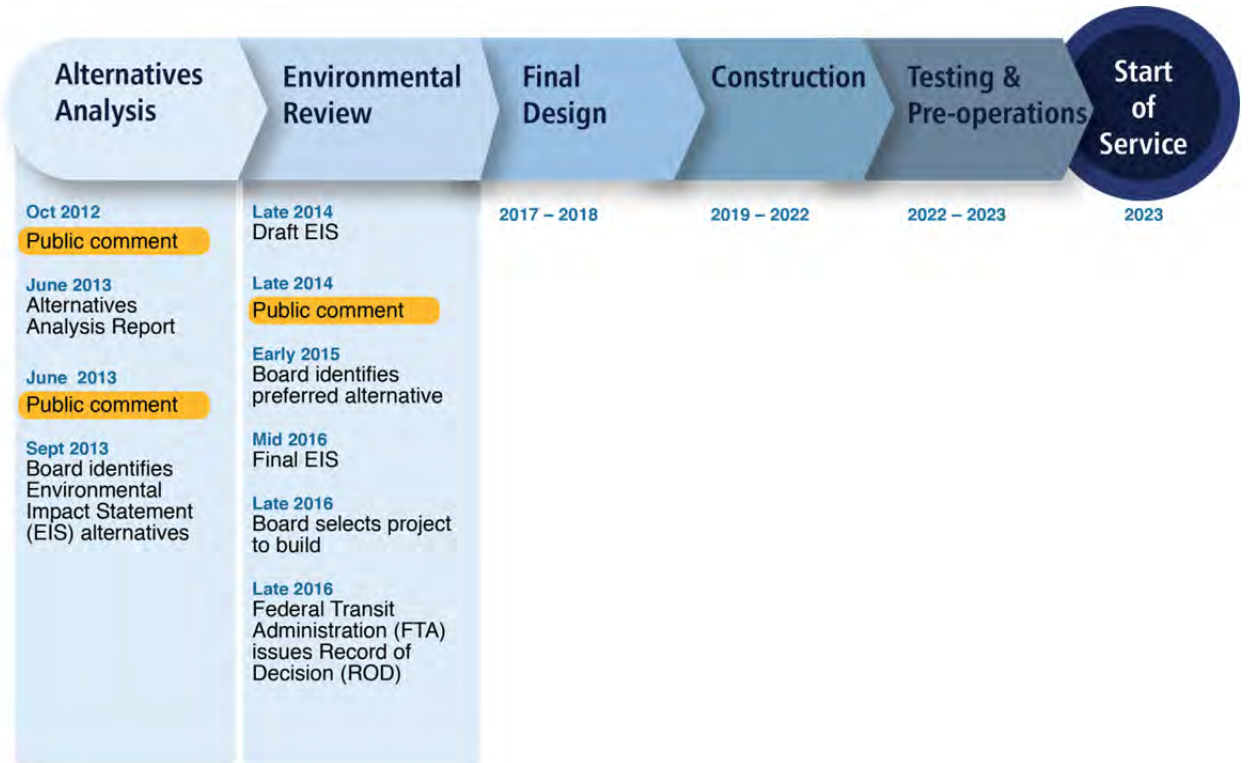 Alternatives
Analysis
Environmental
Review
Final
Design
Construction
Testing &
Pre-operations
Start
of
Service
Oct 2012
Public comment
June 2013
Alternatives
Analysis Report
June 2013
Public comment
Sept 2013
Board identifies
Environmental
Impact Statement
(EIS) alternatives
Late 2014
Draft EIS
Late 2014
Public comment
Early 2015
Board identifies
preferred alternative
Mid 2016
Final EIS
Late 2016
Board selects project
to build
Late 2016
Federal Transit
Administration (FTA)
issues Record of
Decision (ROD)
2017 – 2018
2019 – 2022
2022 – 2023
2023